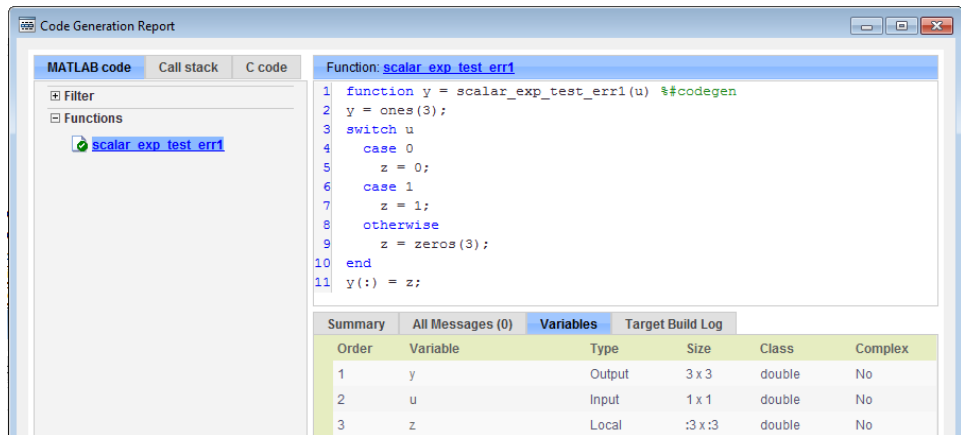 Code Generation Report
MATLAB code Call stack C code
Filter
Functions
scalar_exp_test_err1
Function: scalar_exp_test_err1
1 function y = scalar_exp_test_err1(u) %#codegen
2 y = ones(3);
3 switch u
4 case 0
5 z = 0;
6 case 1
7 z = 1;
8 otherwise
9 z = zeros(3);
10 end
11 y(:) = z;
Summary All Messages (0) Variables Target Build Log
Order Variable Type Size Class Complex
1 y Output 3 x 3 double No
2 u Input 1 x 1 double No
3 z Local :3 x :3 double No